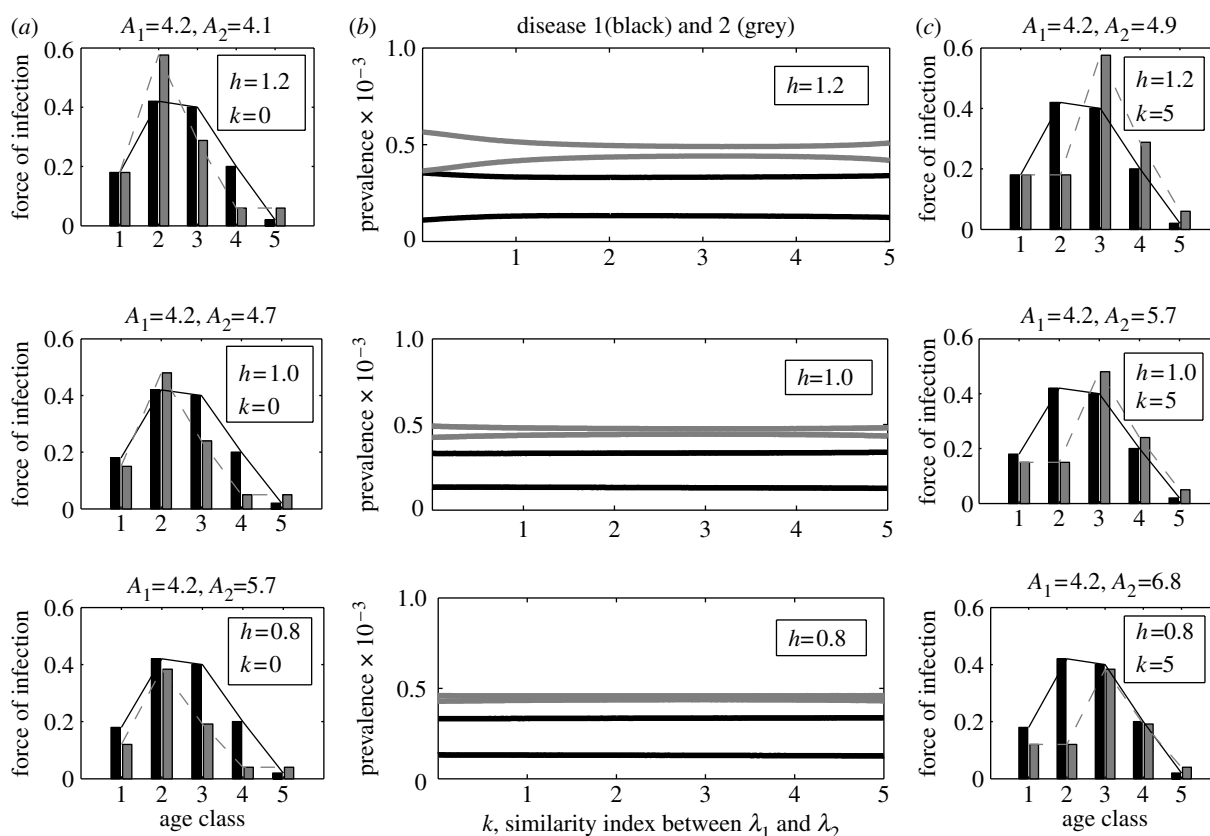 (a) A1=4.2, A2=4.1
(b) disease 1(black) and 2 (grey)
(c) A1=4.2, A2=4.9
force of infection
0.6
0.4
0.2
0
h=1.2
k=0
1 2 3 4 5
prevalence × 10⁻³
1.0
0.5
0
h=1.2
1 2 3 4 5
force of infection
0.6
0.4
0.2
0
h=1.2
k=5
1 2 3 4 5
A1=4.2, A2=4.7
force of infection
0.6
0.4
0.2
0
h=1.0
k=0
1 2 3 4 5
prevalence × 10⁻³
1.0
0.5
0
h=1.0
1 2 3 4 5
A1=4.2, A2=5.7
force of infection
0.6
0.4
0.2
0
h=1.0
k=5
1 2 3 4 5
A1=4.2, A2=5.7
force of infection
0.6
0.4
0.2
0
h=0.8
k=0
1 2 3 4 5
age class
prevalence × 10⁻³
1.0
0.5
0
h=0.8
1 2 3 4 5
k, similarity index between λ1 and λ2
A1=4.2, A2=6.8
force of infection
0.6
0.4
0.2
0
h=0.8
k=5
1 2 3 4 5
age class